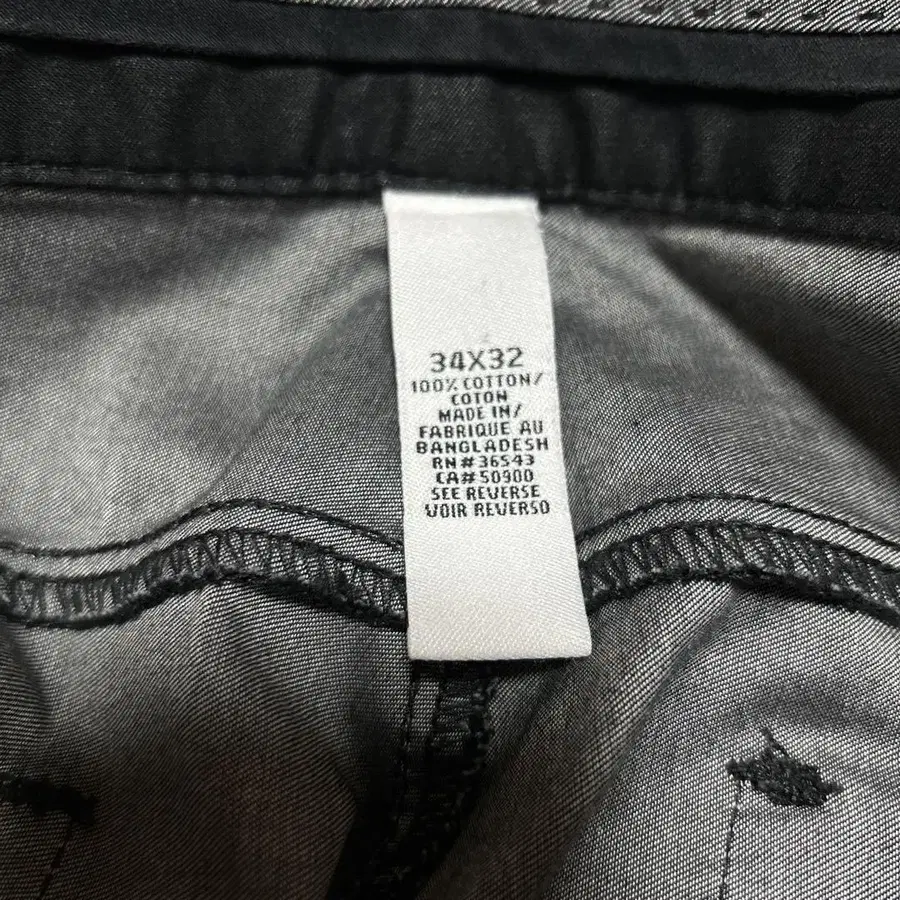 34X32
100% COTTON/
COTON
MADE IN/
FABRIQUE AU
BANGLADESH
RN#36543
CA#50900
SEE REVERSE
VOIR REVERSO